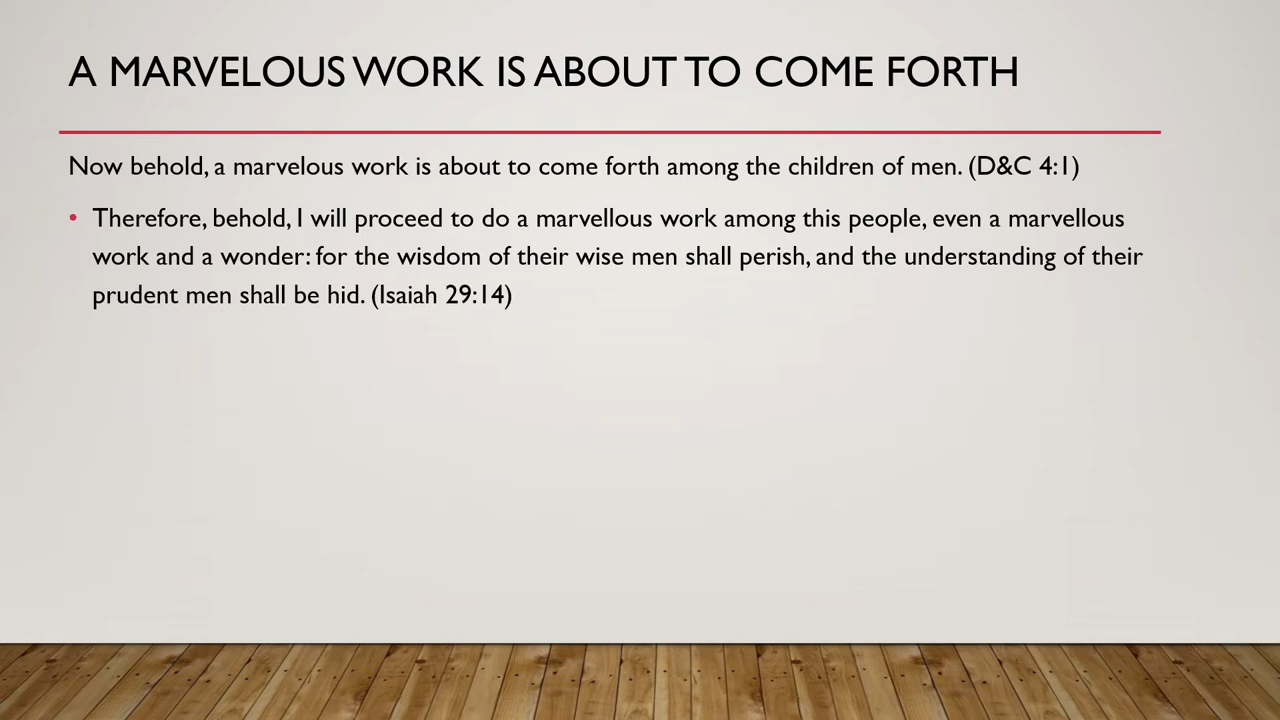 A MARVELOUS WORK IS ABOUT TO COME FORTH
Now behold, a marvelous work is about to come forth among the children of men. (D&C 4:1)
• Therefore, behold, I will proceed to do a marvellous work among this people, even a marvellous
work and a wonder: for the wisdom of their wise men shall perish, and the understanding of their
prudent men shall be hid. (Isaiah 29:14)